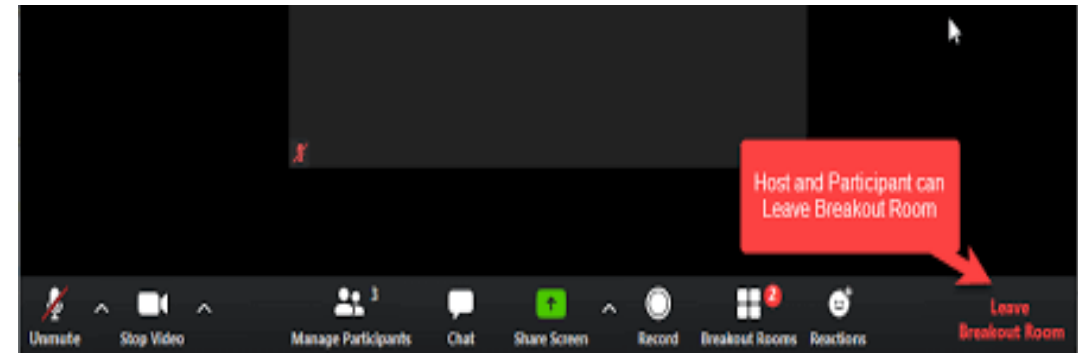 Host and Participant can
Leave Breakout Room
3
2
Unmute
Stop Video
Manage Participants
Chat
Share Screen
Record
Breakout Rooms
Reactions
Leave
Breakout Room